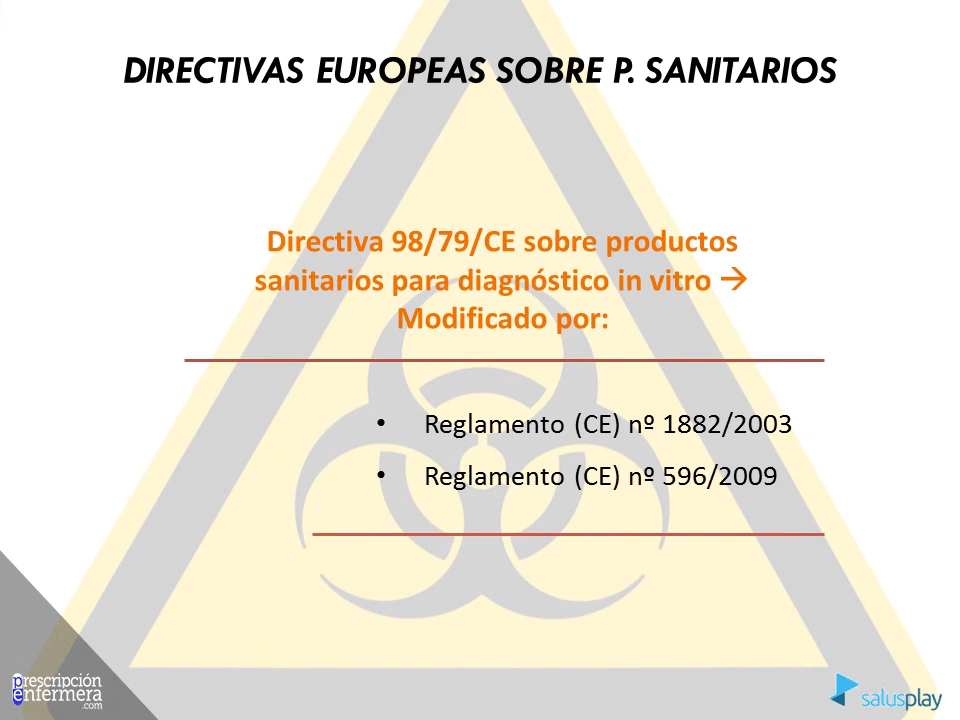 DIRECTIVAS EUROPEAS SOBRE P. SANITARIOS
Directiva 98/79/CE sobre productos
sanitarios para diagnóstico in vitro →
Modificado por:
• Reglamento (CE) nº 1882/2003
• Reglamento (CE) nº 596/2009
prescripción
enfermera
.com
salusplay